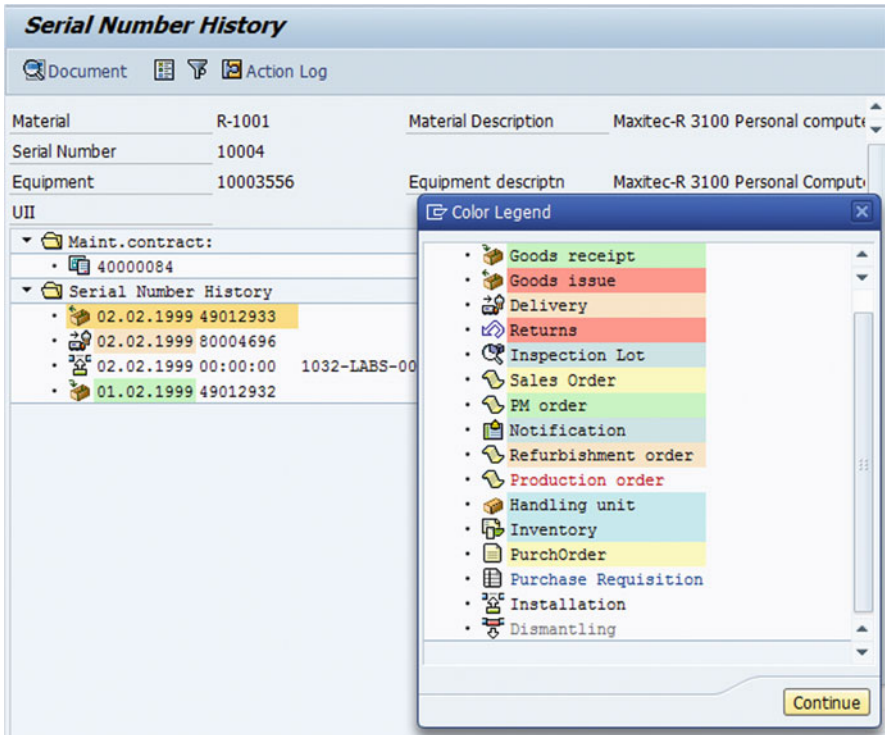 Serial Number History
Document Action Log
Material R-1001 Material Description Maxitec-R 3100 Personal compute
Serial Number 10004
Equipment 10003556 Equipment descriptn Maxitec-R 3100 Personal Compute
UII
Maint.contract:
40000084
Serial Number History
02.02.1999 49012933
02.02.1999 80004696
02.02.1999 00:00:00 1032-LABS-00
01.02.1999 49012932
Color Legend
Goods receipt
Goods issue
Delivery
Returns
Inspection Lot
Sales Order
PM order
Notification
Refurbishment order
Production order
Handling unit
Inventory
PurchOrder
Purchase Requisition
Installation
Dismantling
Continue